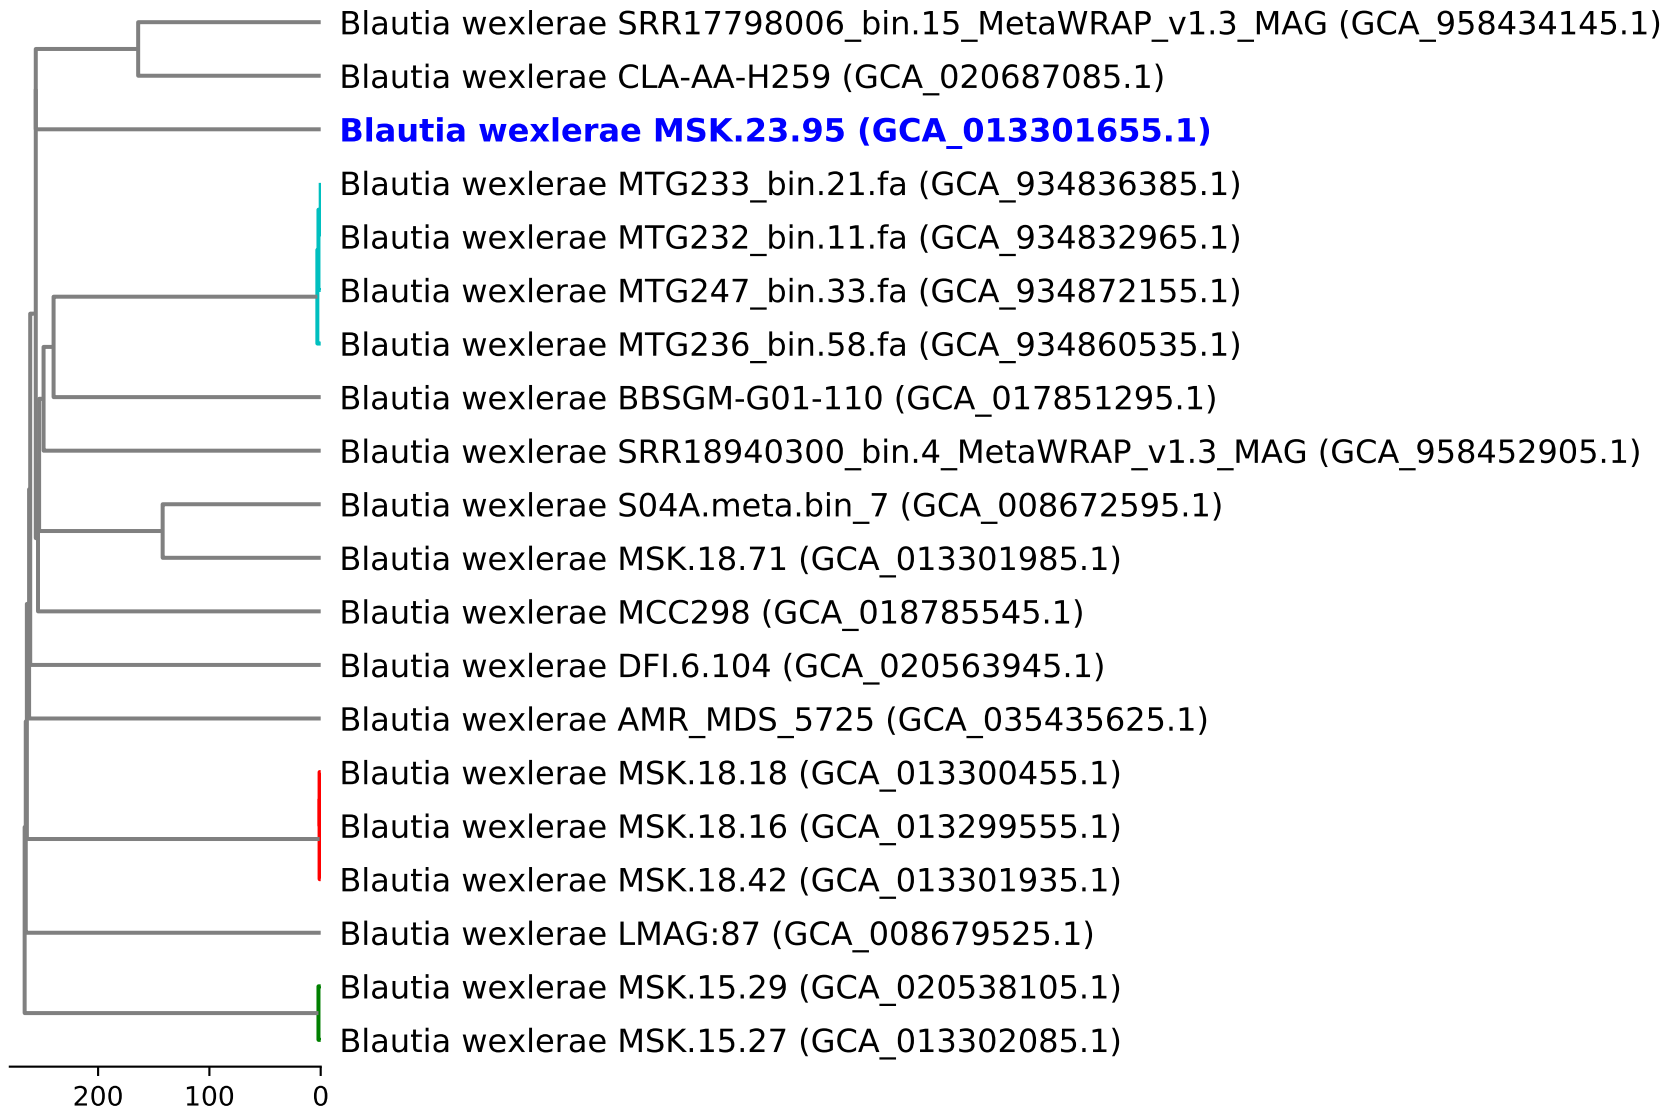 Blautia wexlerae SRR17798006_bin.15_MetaWRAP_v1.3_MAG (GCA_958434145.1)
Blautia wexlerae CLA-AA-H259 (GCA_020687085.1)
Blautia wexlerae MSK.23.95 (GCA_013301655.1)
Blautia wexlerae MTG233_bin.21.fa (GCA_934836385.1)
Blautia wexlerae MTG232_bin.11.fa (GCA_934832965.1)
Blautia wexlerae MTG247_bin.33.fa (GCA_934872155.1)
Blautia wexlerae MTG236_bin.58.fa (GCA_934860535.1)
Blautia wexlerae BBSGM-G01-110 (GCA_017851295.1)
Blautia wexlerae SRR18940300_bin.4_MetaWRAP_v1.3_MAG (GCA_958452905.1)
Blautia wexlerae S04A.meta.bin_7 (GCA_008672595.1)
Blautia wexlerae MSK.18.71 (GCA_013301985.1)
Blautia wexlerae MCC298 (GCA_018785545.1)
Blautia wexlerae DFI.6.104 (GCA_020563945.1)
Blautia wexlerae AMR_MDS_5725 (GCA_035435625.1)
Blautia wexlerae MSK.18.18 (GCA_013300455.1)
Blautia wexlerae MSK.18.16 (GCA_013299555.1)
Blautia wexlerae MSK.18.42 (GCA_013301935.1)
Blautia wexlerae LMAG:87 (GCA_008679525.1)
Blautia wexlerae MSK.15.29 (GCA_020538105.1)
Blautia wexlerae MSK.15.27 (GCA_013302085.1)
200 100 0